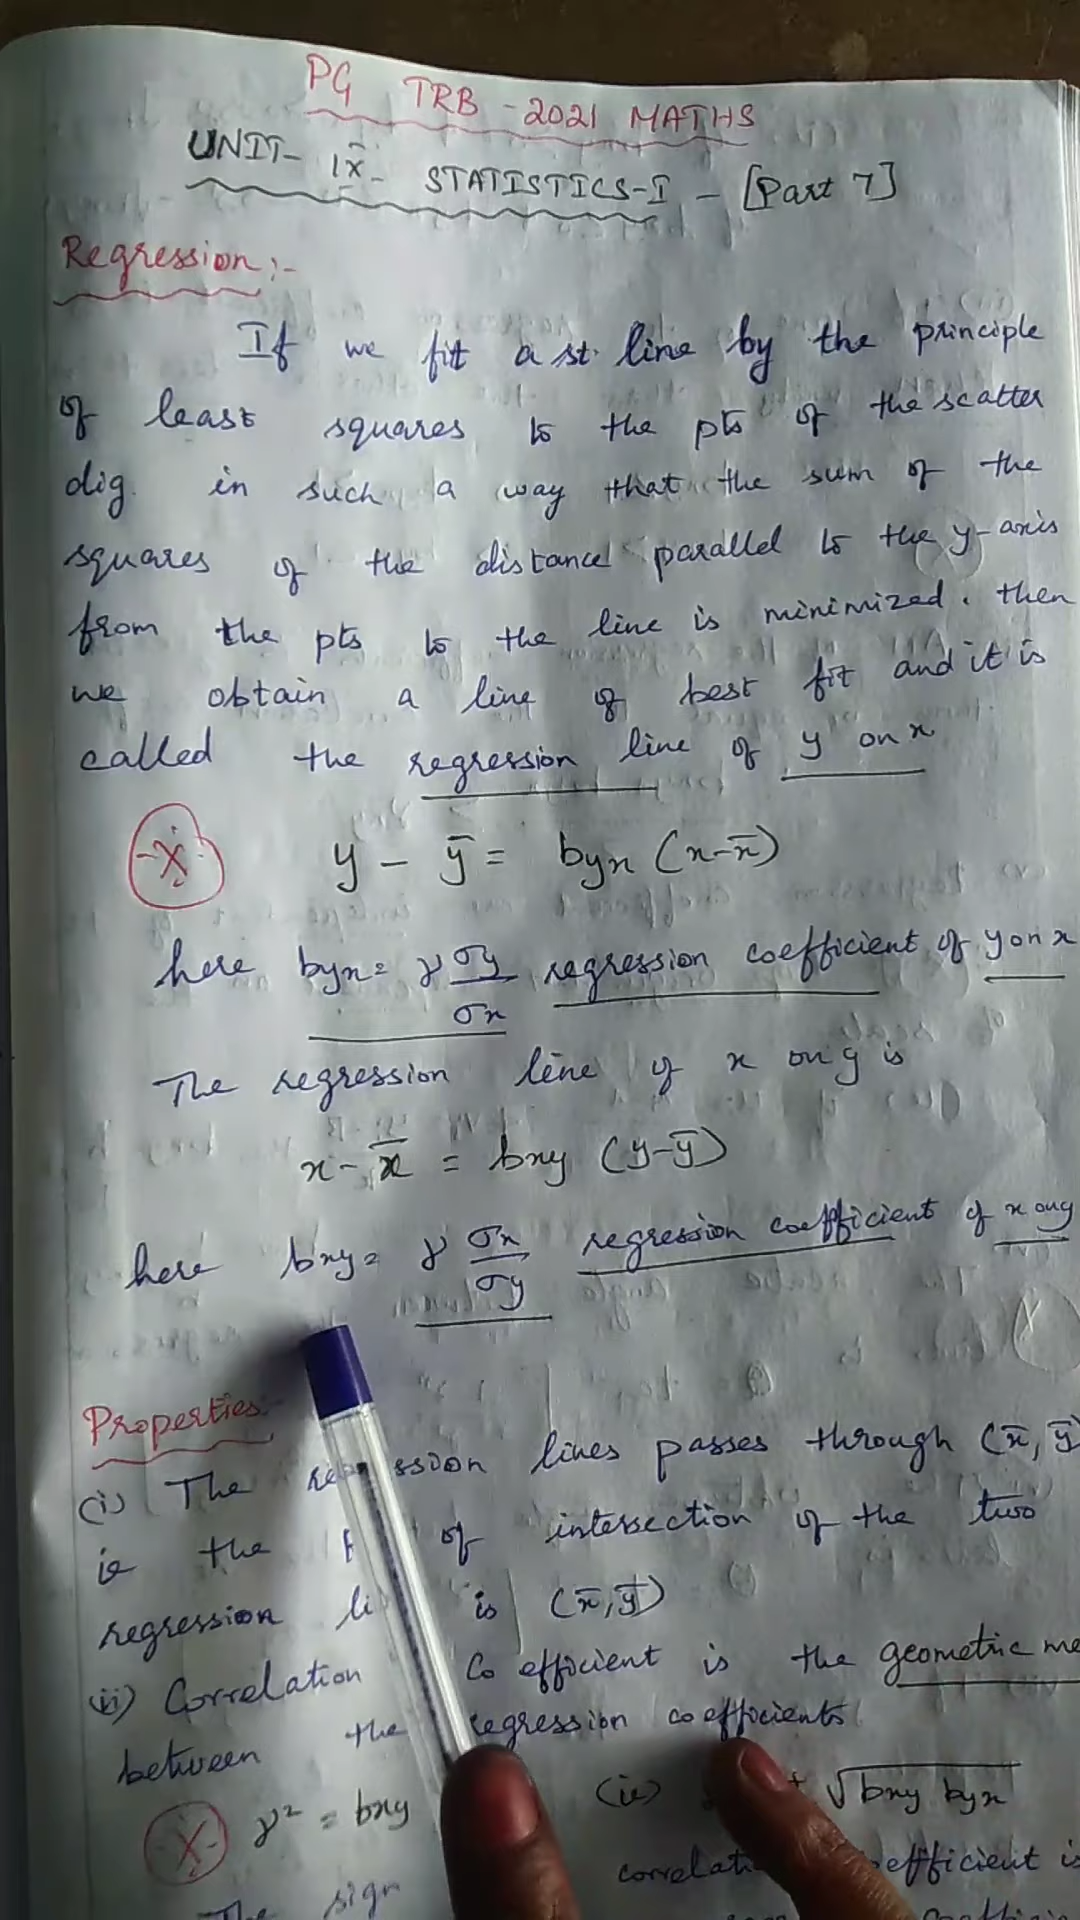 PG TRB - 2021 MATHS
UNIT- IX - STATISTICS-I - [Part 7]
Regression:-
If we fit a st. line by the principle
of least squares to the pts of the scatter
dig. in such a way that the sum of the
squares of the distance parallel to the y-axis
from the pts to the line is minimized. then
we obtain a line of best fit and it is
called the regression line of y on x
y - ȳ = byx (x-x̄)
here byx = γ σy/σx regression coefficient of y on x
The regression line of x on y is
x - x̄ = bxy (y-ȳ)
here bxy = γ σx/σy regression coefficient of x on y
Properties:
(i) The regression lines passes through (x̄, ȳ)
ie the of intersection of the two
regression is (x̄, ȳ)
(ii) Correlation Co efficient is the geometric
between the regression coefficients
γ² = bxy (ie) ± √bxy byx
The sign coefficient is